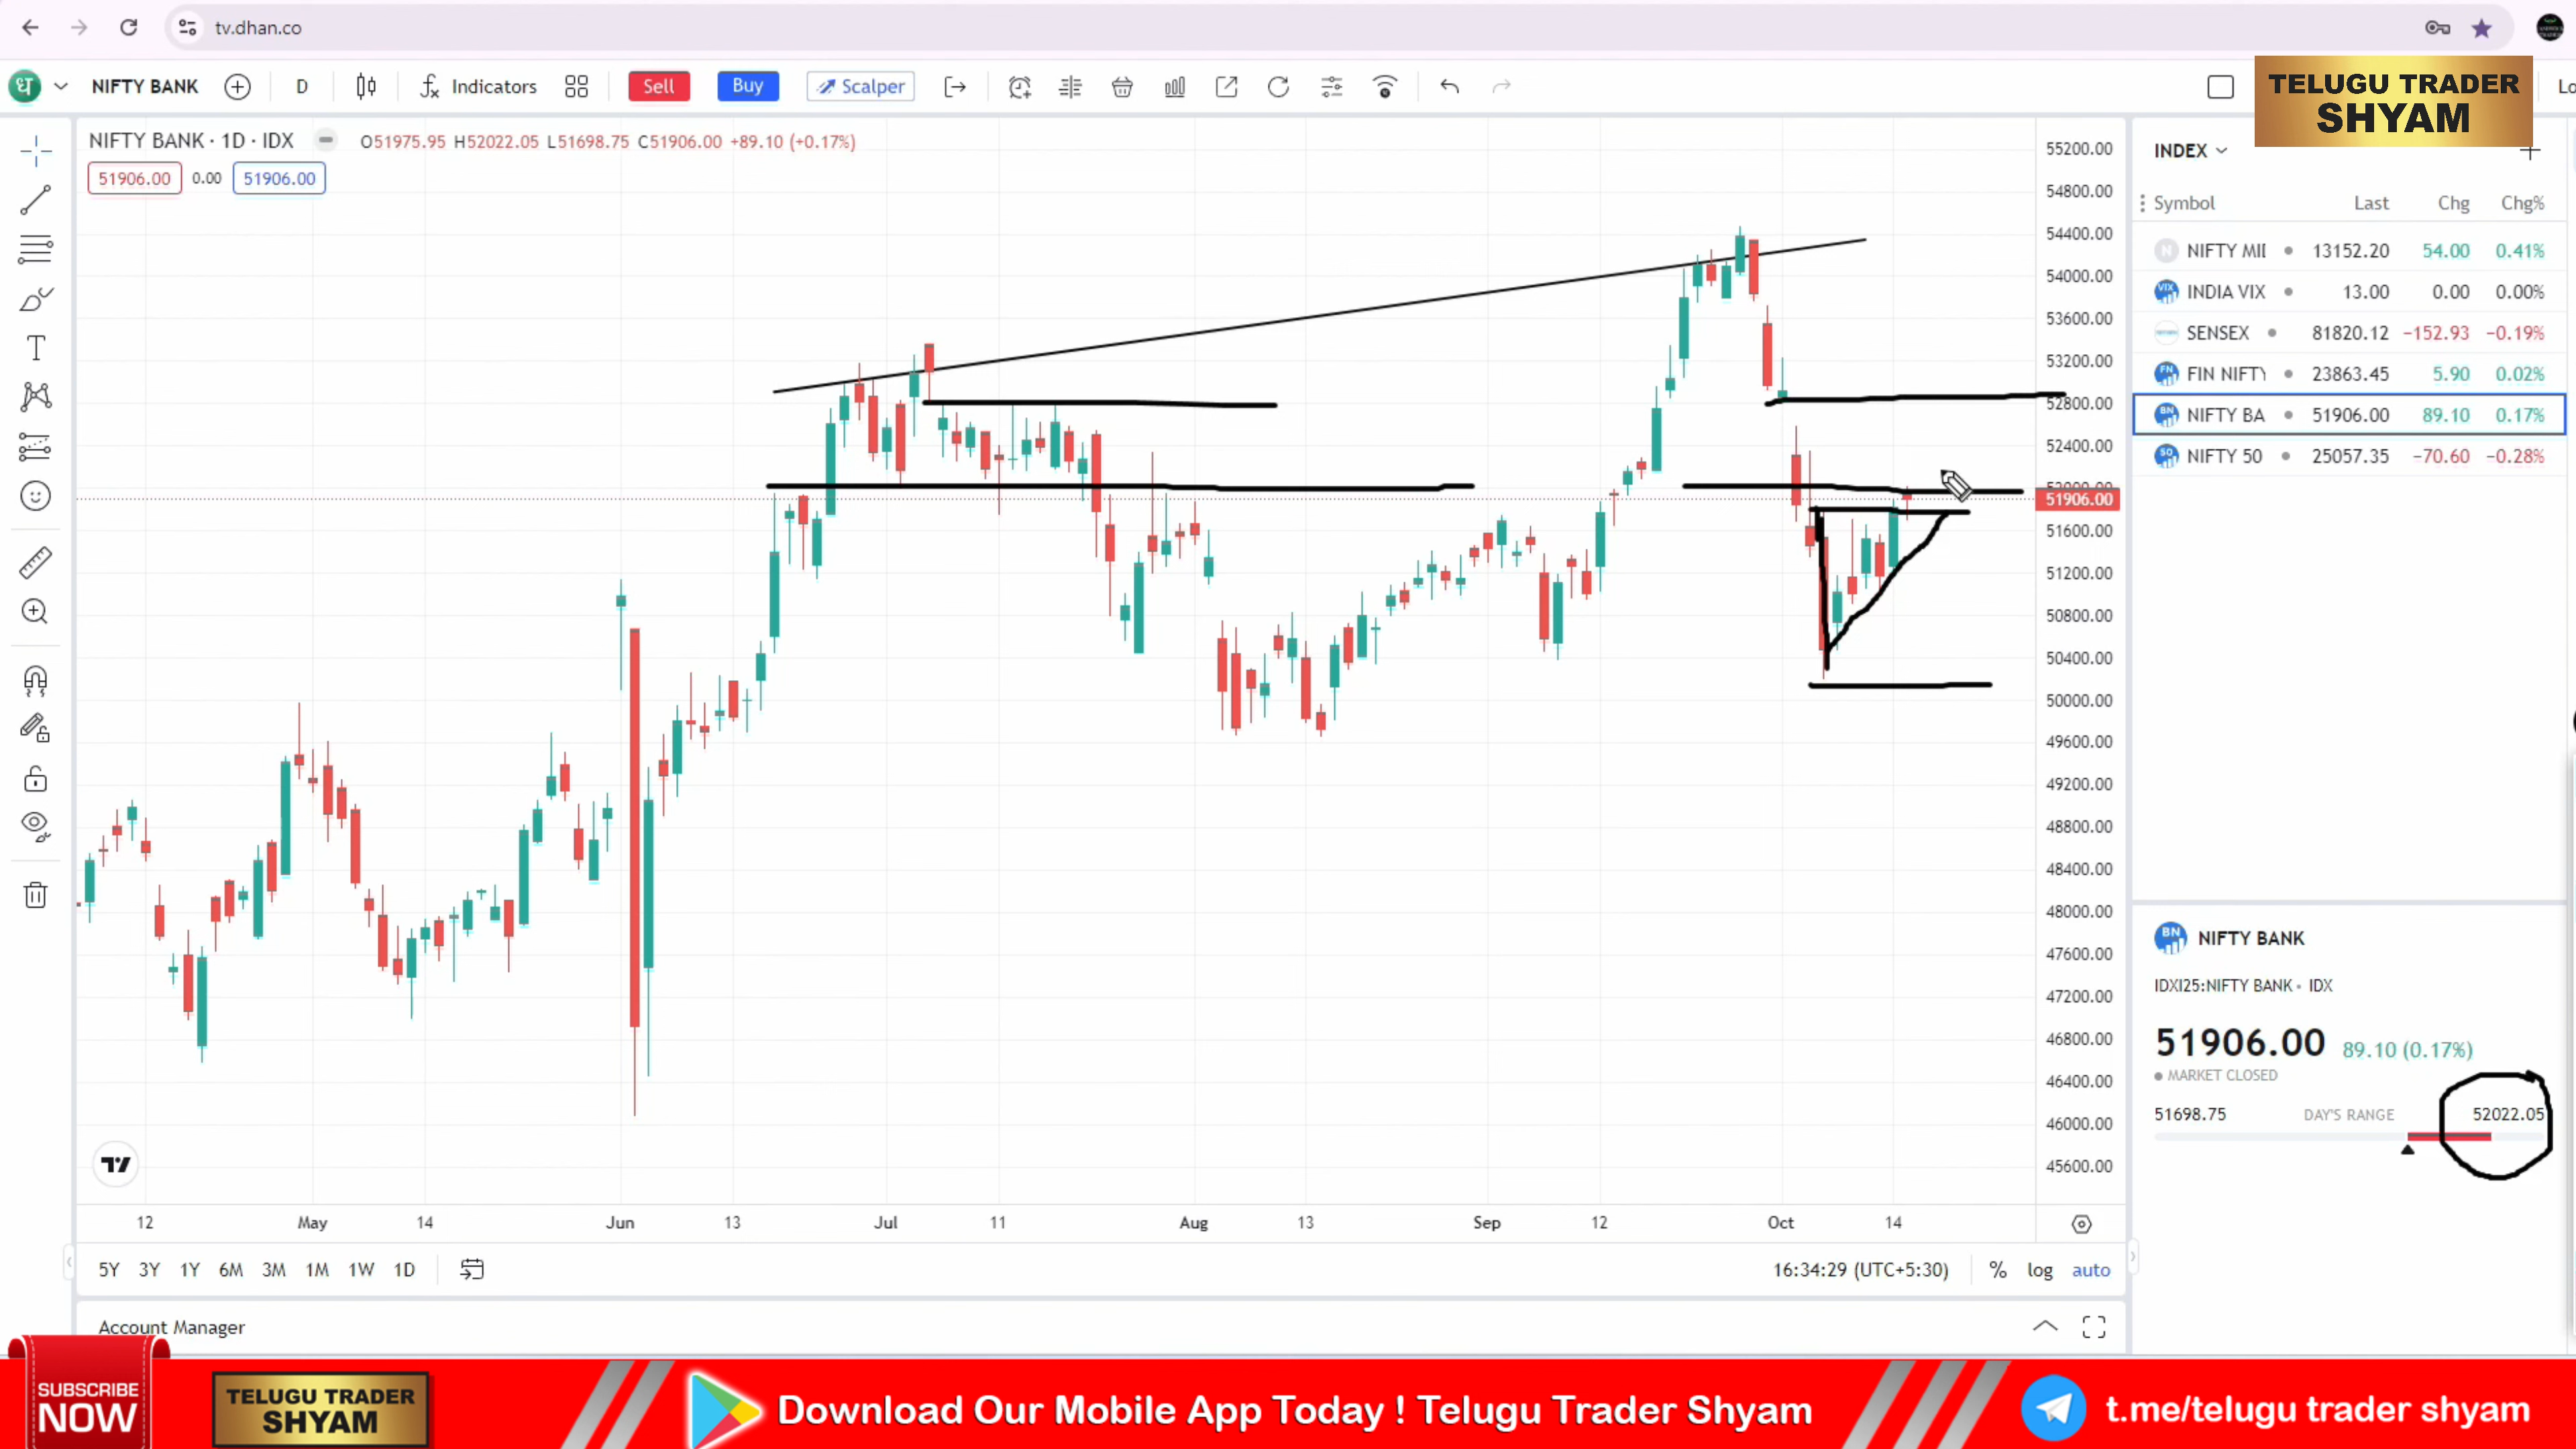 tv.dhan.co
NIFTY BANK D Indicators Sell Buy Scalper
TELUGU TRADER
SHYAM
NIFTY BANK · 1D · IDX O51975.95 H52022.05 L51698.75 C51906.00 +89.10 (+0.17%)
51906.00 0.00 51906.00
55200.00
54800.00
54400.00
54000.00
53600.00
53200.00
52800.00
52400.00
52000.00
51906.00
51600.00
51200.00
50800.00
50400.00
50000.00
49600.00
49200.00
48800.00
48400.00
48000.00
47600.00
47200.00
46800.00
46400.00
46000.00
45600.00
12 May 14 Jun 13 Jul 11 Aug 13 Sep 12 Oct 14
5Y 3Y 1Y 6M 3M 1M 1W 1D 16:34:29 (UTC+5:30) % log auto
Account Manager
INDEX
Symbol Last Chg Chg%
NIFTY MI 13152.20 54.00 0.41%
INDIA VIX 13.00 0.00 0.00%
SENSEX 81820.12 −152.93 −0.19%
FIN NIFTY 23863.45 5.90 0.02%
NIFTY BA 51906.00 89.10 0.17%
NIFTY 50 25057.35 −70.60 −0.28%
BN NIFTY BANK
IDXI25:NIFTY BANK • IDX
51906.00 89.10 (0.17%)
MARKET CLOSED
51698.75 DAY'S RANGE 52022.05
SUBSCRIBE
NOW
TELUGU TRADER
SHYAM
Download Our Mobile App Today ! Telugu Trader Shyam
t.me/telugu trader shyam